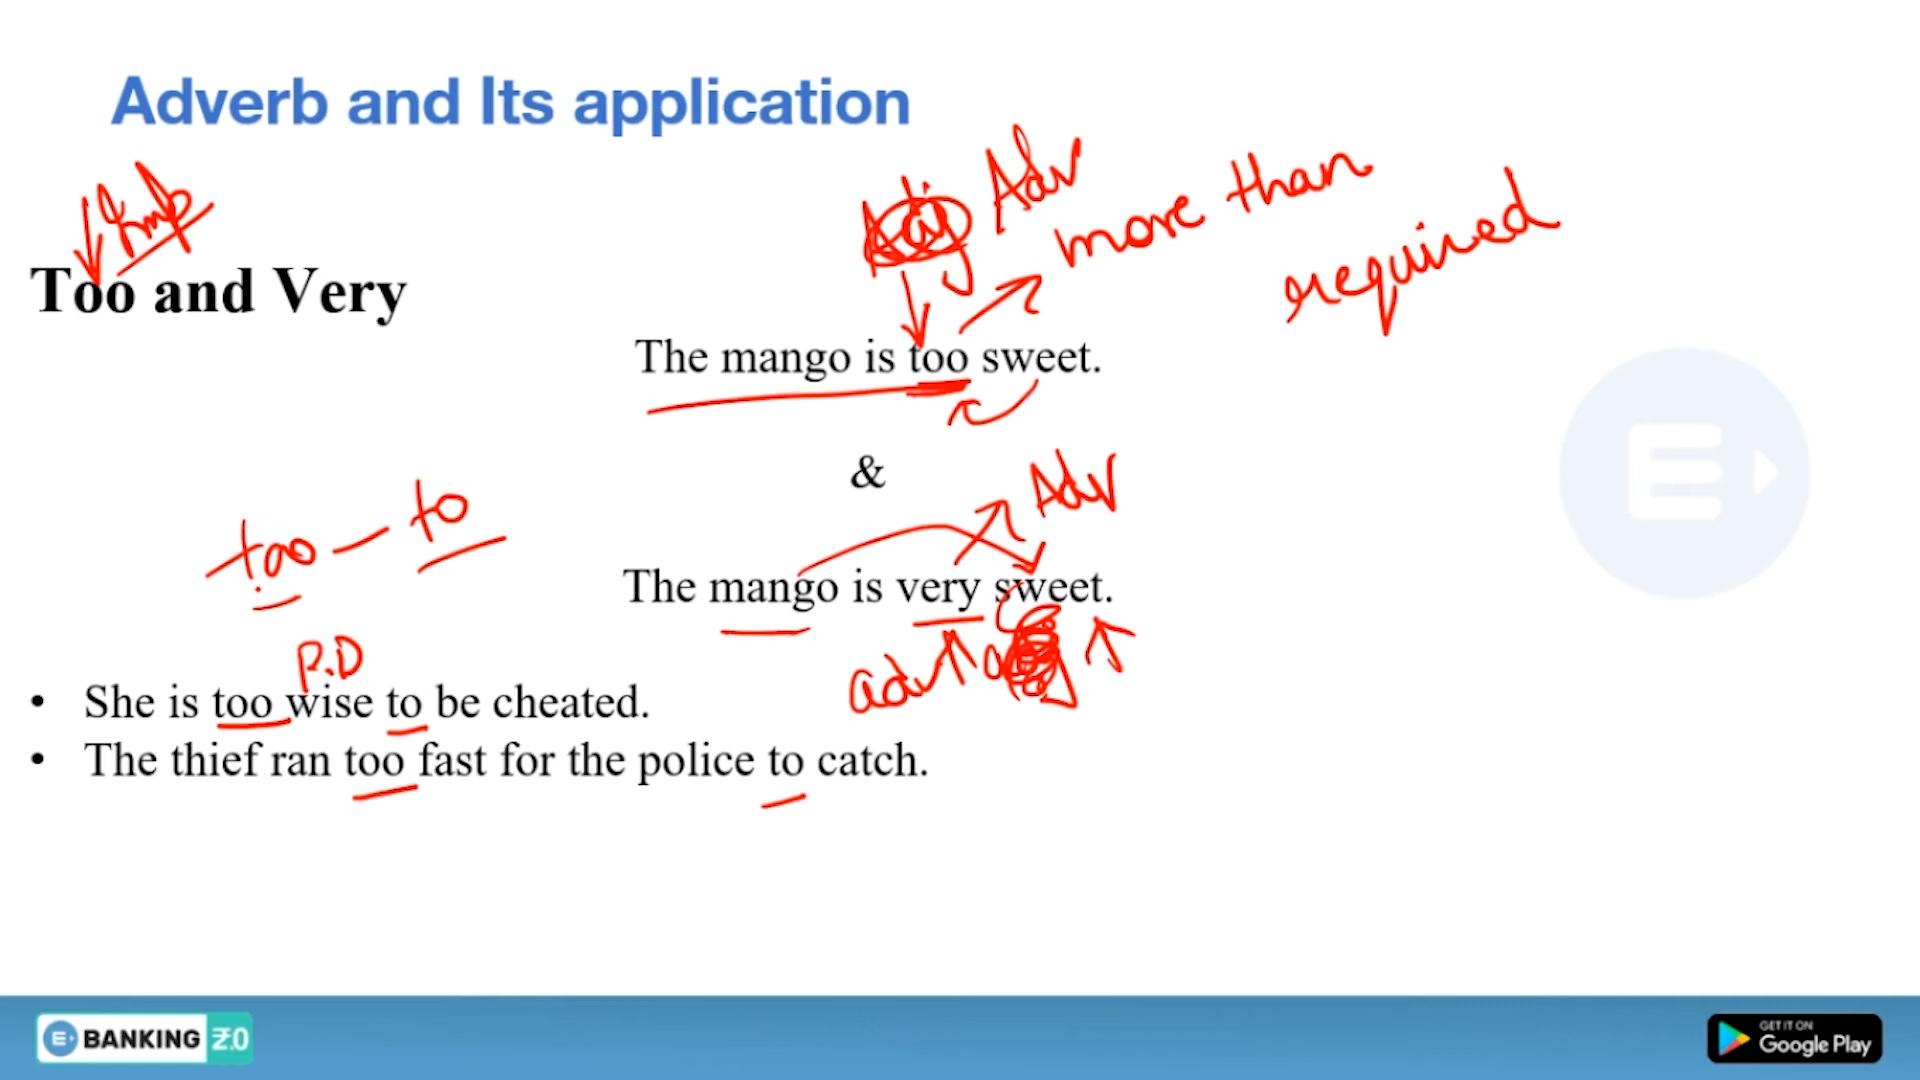 Adverb and Its application
Imp
Adv
more than
required
Too and Very
The mango is too sweet.
&
Adv
too - to
The mango is very sweet.
P.D
adv
She is too wise to be cheated.
The thief ran too fast for the police to catch.
BANKING 2.0
GET IT ON
Google Play